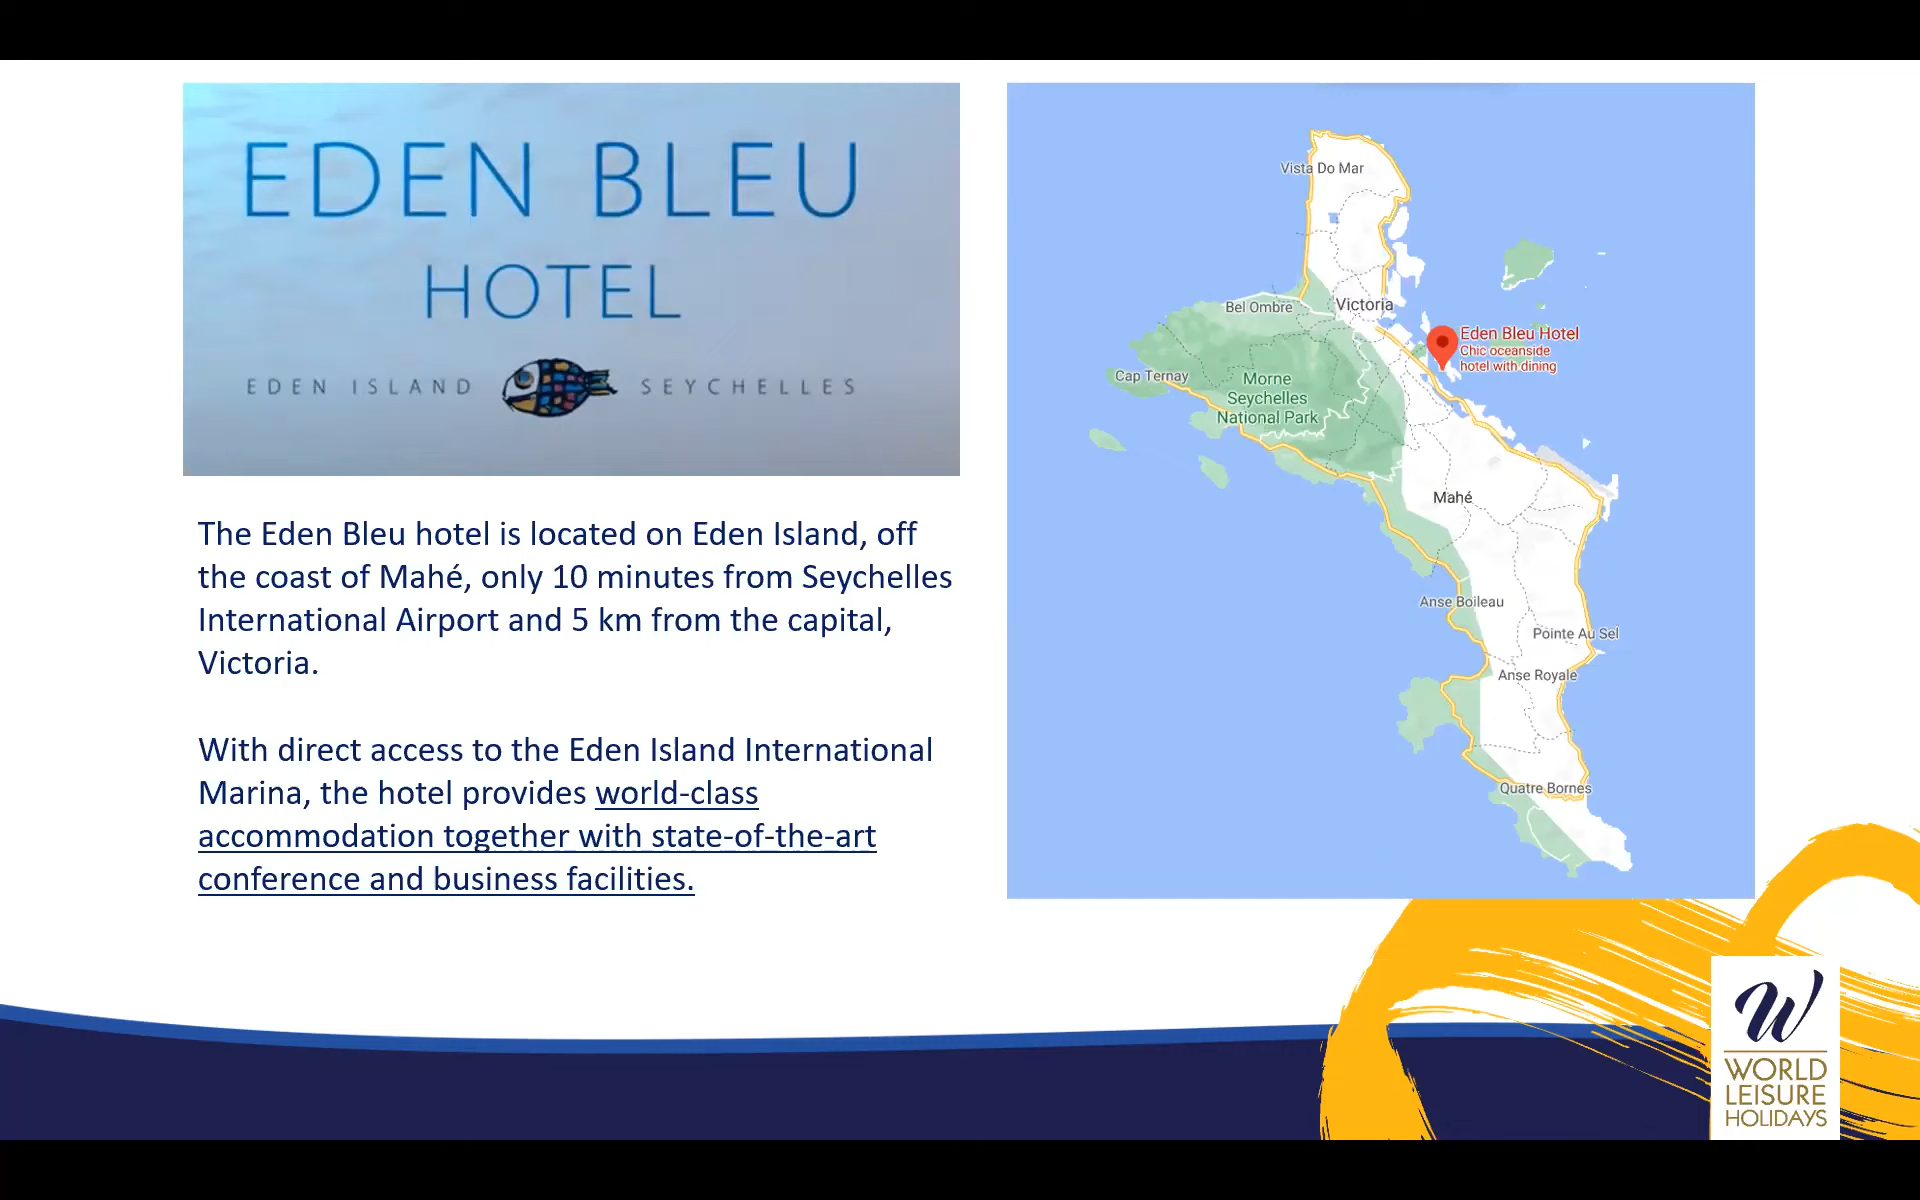 EDEN BLEU
HOTEL
EDEN ISLAND SEYCHELLES
The Eden Bleu hotel is located on Eden Island, off
the coast of Mahé, only 10 minutes from Seychelles
International Airport and 5 km from the capital,
Victoria.
With direct access to the Eden Island International
Marina, the hotel provides world-class
accommodation together with state-of-the-art
conference and business facilities.
Vista Do Mar
Bel Ombre
Victoria
Eden Bleu Hotel
Chic oceanside
hotel with dining
Cap Ternay
Morne
Seychelles
National Park
Mahé
Anse Boileau
Pointe Au Sel
Anse Royale
Quatre Bornes
W
WORLD
LEISURE
HOLIDAYS